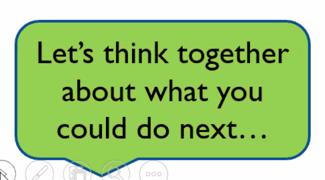 Let’s think together
about what you
could do next…